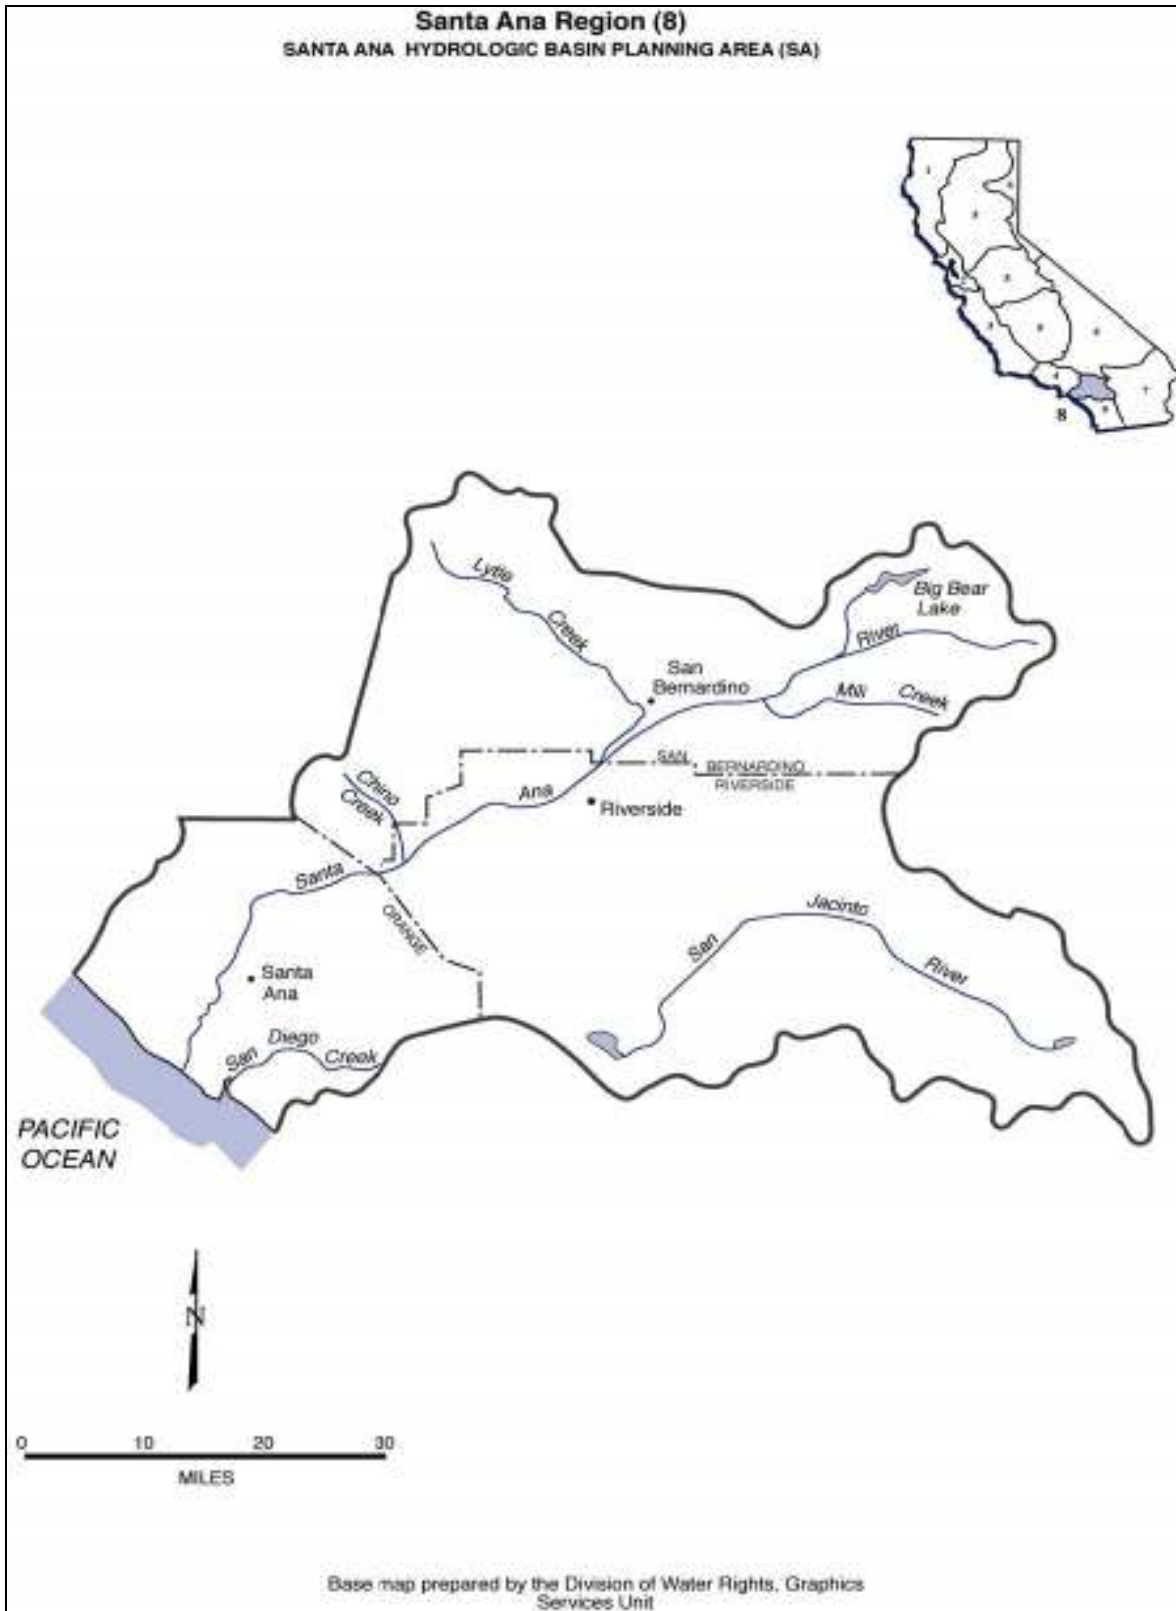 Santa Ana Region (8)
SANTA ANA HYDROLOGIC BASIN PLANNING AREA (SA)
1
8
7
Lytle
Creek
Big Bear
Lake
River
San
Bernardino
Mill
Creek
SAN
BERNARDINO
RIVERSIDE
Chino
Creek
Ana
Riverside
Santa
ORANGE
Jacinto
San
River
Santa
Ana
Diego
San
Creek
PACIFIC
OCEAN
N
0 10 20 30
MILES
Base map prepared by the Division of Water Rights, Graphics
Services Unit